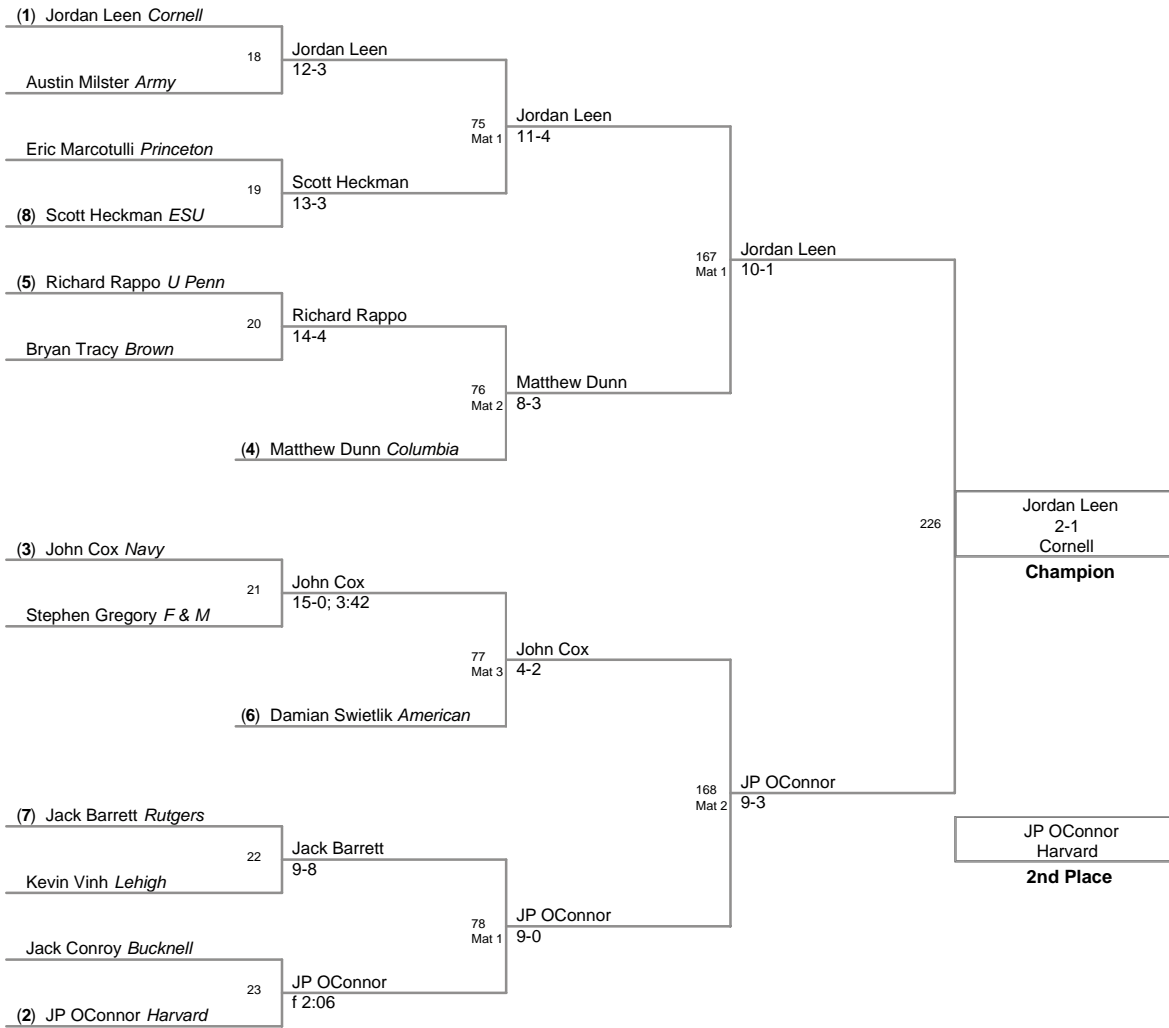 (1) Jordan Leen Cornell
18
Jordan Leen
12-3
Austin Milster Army
75
Mat 1
Jordan Leen
11-4
Eric Marcotulli Princeton
19
Scott Heckman
13-3
(8) Scott Heckman ESU
167
Mat 1
Jordan Leen
10-1
(5) Richard Rappo U Penn
20
Richard Rappo
14-4
Bryan Tracy Brown
76
Mat 2
Matthew Dunn
8-3
(4) Matthew Dunn Columbia
226
Jordan Leen
2-1
Cornell
Champion
(3) John Cox Navy
21
John Cox
15-0; 3:42
Stephen Gregory F & M
77
Mat 3
John Cox
4-2
(6) Damian Swietlik American
168
Mat 2
JP OConnor
9-3
(7) Jack Barrett Rutgers
22
Jack Barrett
9-8
Kevin Vinh Lehigh
JP OConnor
Harvard
2nd Place
78
Mat 1
JP OConnor
9-0
Jack Conroy Bucknell
23
JP OConnor
f 2:06
(2) JP OConnor Harvard